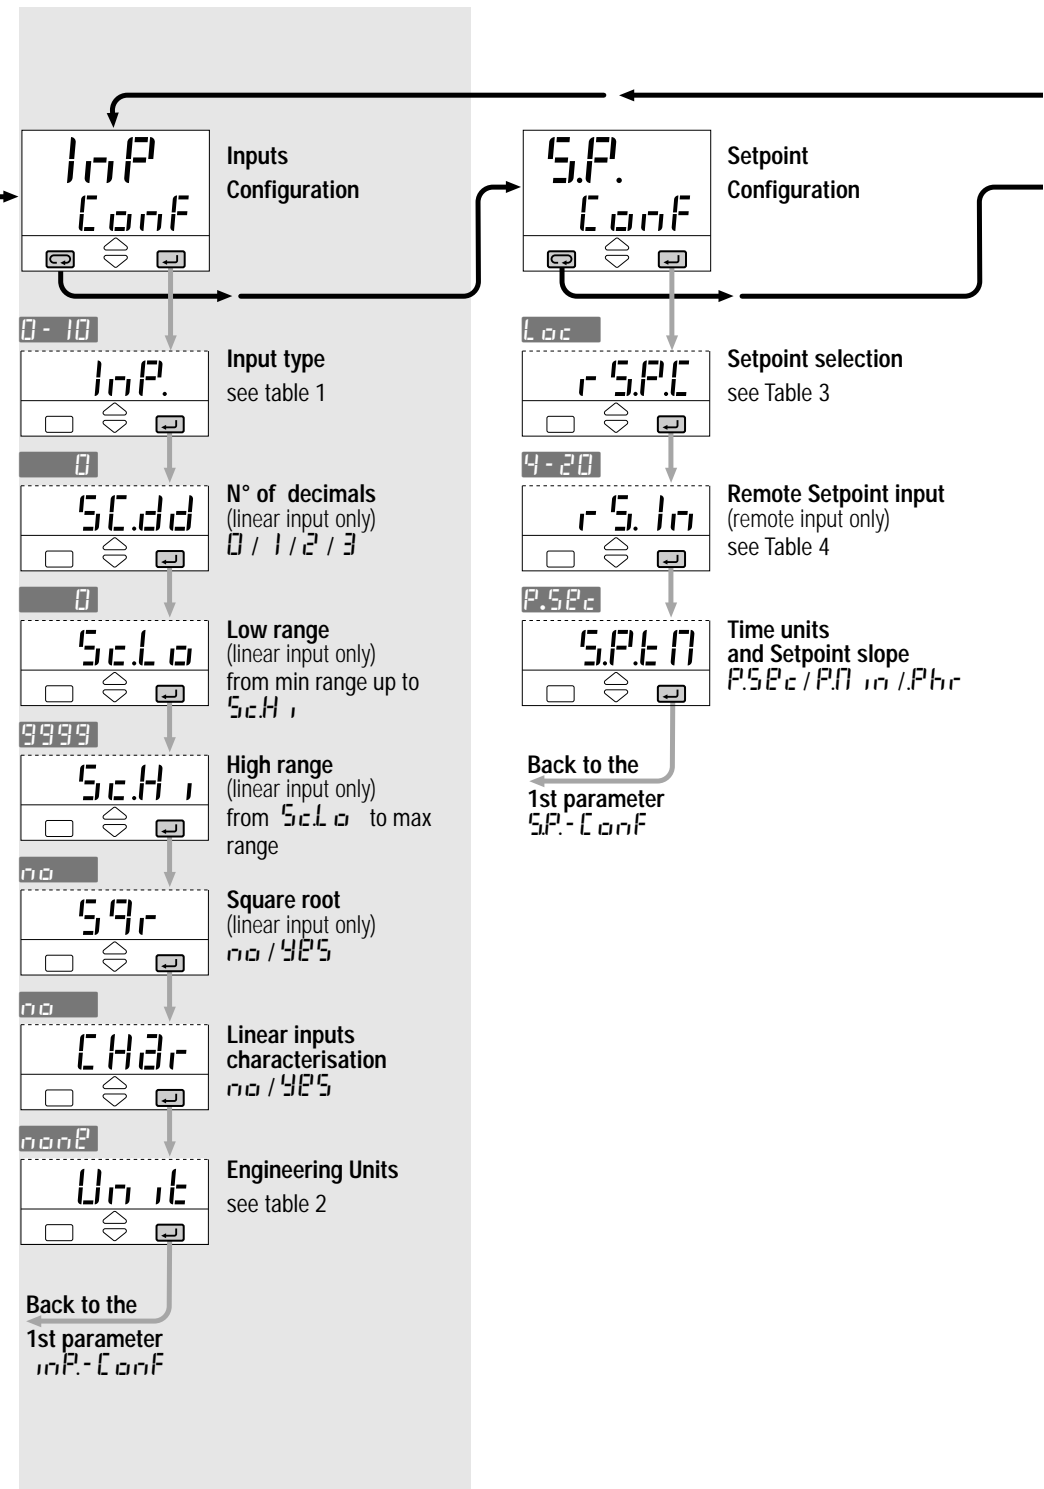 InP
ConF
Inputs
Configuration
0-10
InP.
Input type
see table 1
0
SC.dd
N° of decimals
(linear input only)
0 / 1 / 2 / 3
0
Sc.Lo
Low range
(linear input only)
from min range up to
Sc.Hi
9999
Sc.Hi
High range
(linear input only)
from Sc.Lo to max
range
no
Sqr
Square root
(linear input only)
no / YES
no
CHar
Linear inputs
characterisation
no / YES
nonE
Unit
Engineering Units
see table 2
Back to the
1st parameter
inP.-ConF
S.P.
ConF
Setpoint
Configuration
Loc
rS.P.C
Setpoint selection
see Table 3
4-20
rS.In
Remote Setpoint input
(remote input only)
see Table 4
P.SEc
S.P.tM
Time units
and Setpoint slope
P.SEc / P.Min /.Phr
Back to the
1st parameter
S.P.-ConF